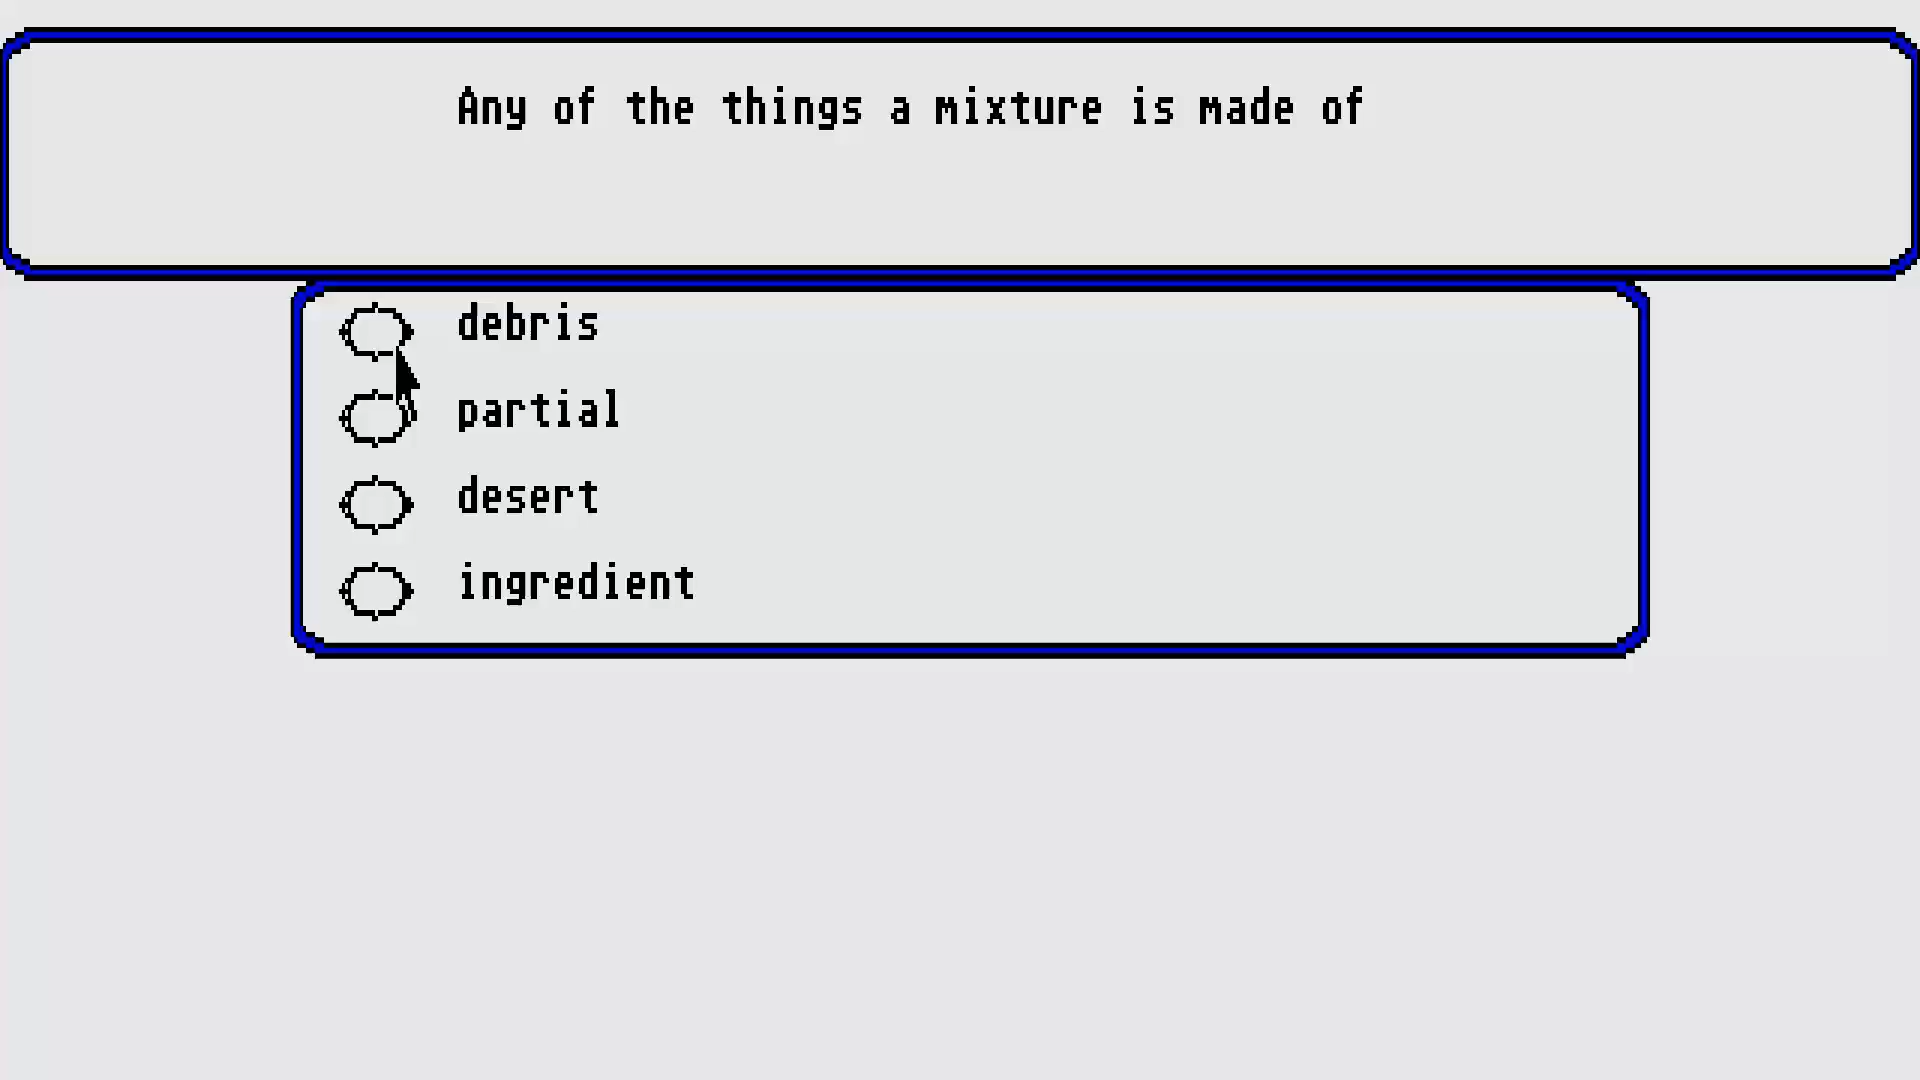 Any of the things a mixture is made of
debris
partial
desert
ingredient